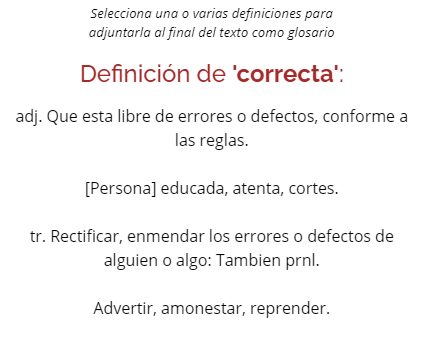 Selecciona una o varias definiciones para
adjuntarla al final del texto como glosario
Definición de 'correcta':
adj. Que esta libre de errores o defectos, conforme a
las reglas.
[Persona] educada, atenta, cortes.
tr. Rectificar, enmendar los errores o defectos de
alguien o algo: Tambien prnl.
Advertir, amonestar, reprender.